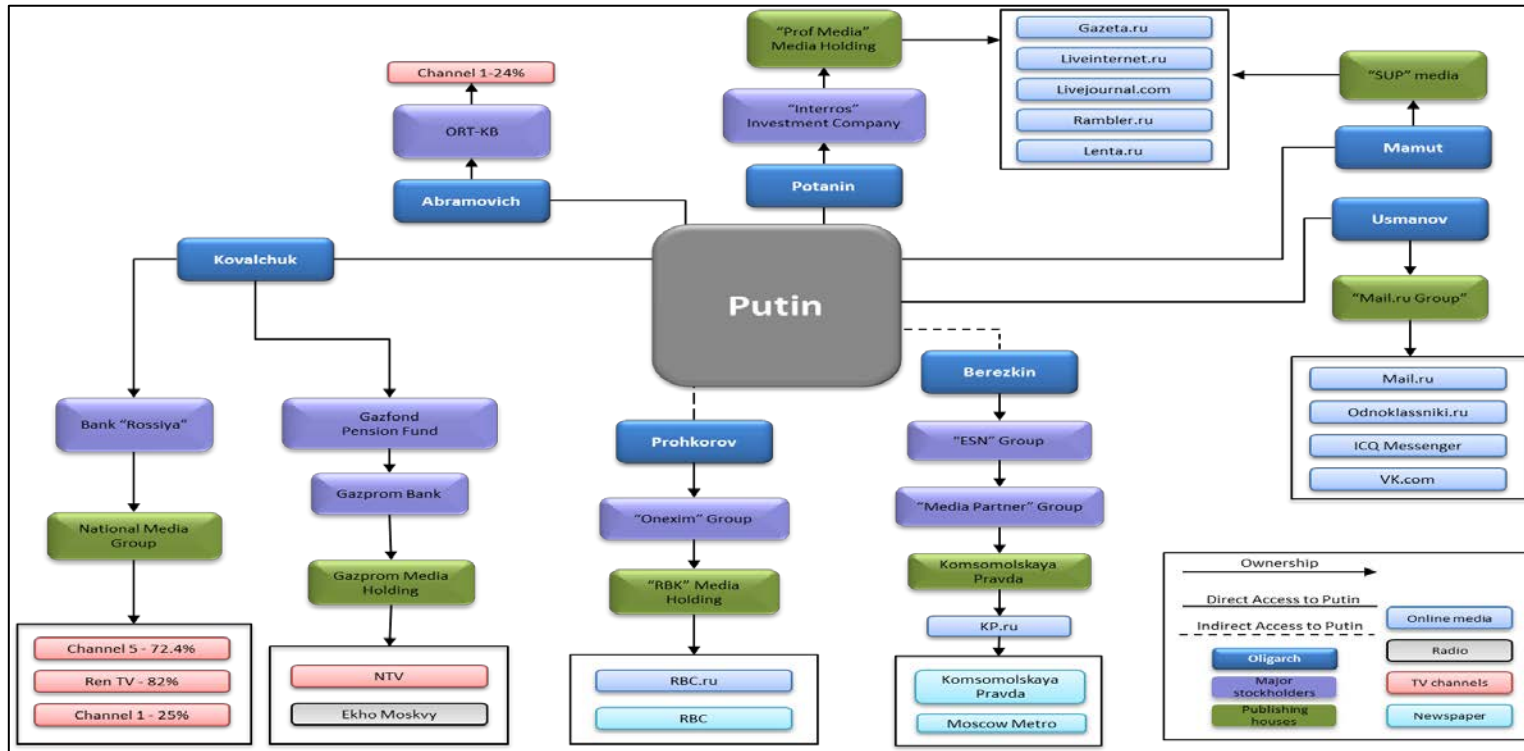 "Prof Media"
Media Holding
Gazeta.ru
Liveinternet.ru
Livejournal.com
Rambler.ru
Lenta.ru
"SUP" media
Channel 1-24%
"Interros"
Investment Company
ORT-KB
Mamut
Abramovich
Potanin
Usmanov
Kovalchuk
Putin
"Mail.ru Group"
Berezkin
Mail.ru
Odnoklassniki.ru
ICQ Messenger
VK.com
Bank "Rossiya"
Gazfond
Pension Fund
Prohkorov
"ESN" Group
Gazprom Bank
"Media Partner" Group
National Media
Group
"Onexim" Group
Gazprom Media
Holding
"RBK" Media
Holding
Komsomolskaya
Pravda
KP.ru
Channel 5 - 72.4%
Ren TV - 82%
Channel 1 - 25%
NTV
Ekho Moskvy
RBC.ru
RBC
Komsomolskaya
Pravda
Moscow Metro
Ownership
Direct Access to Putin
Indirect Access to Putin
Oligarch
Major
stockholders
Publishing
houses
Online media
Radio
TV channels
Newspaper